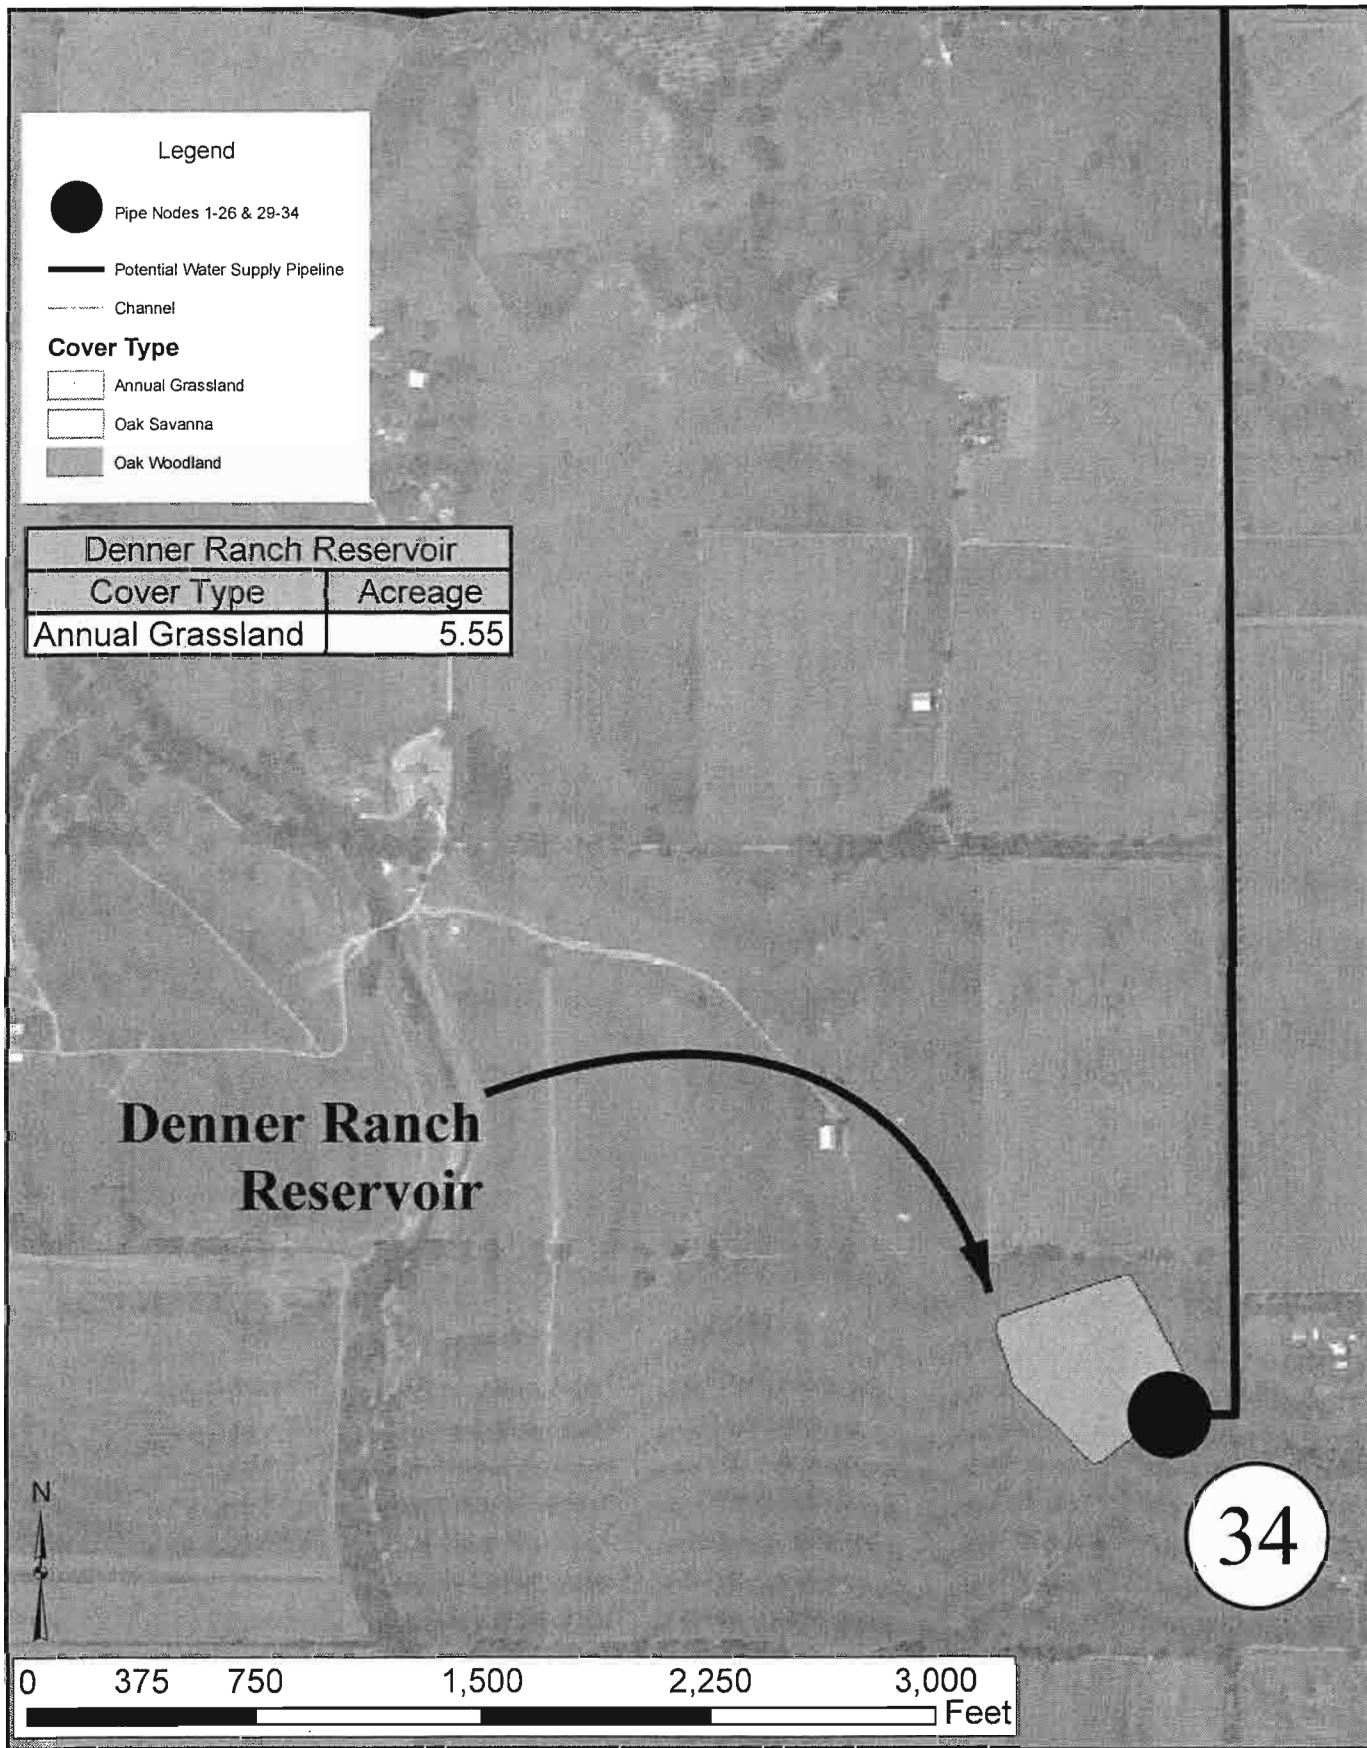 Legend
Pipe Nodes 1-26 & 29-34
Potential Water Supply Pipeline
Channel
Cover Type
Annual Grassland
Oak Savanna
Oak Woodland
Denner Ranch Reservoir
Cover Type Acreage
Annual Grassland 5.55
Denner Ranch
Reservoir
34
N
0 375 750 1,500 2,250 3,000
Feet